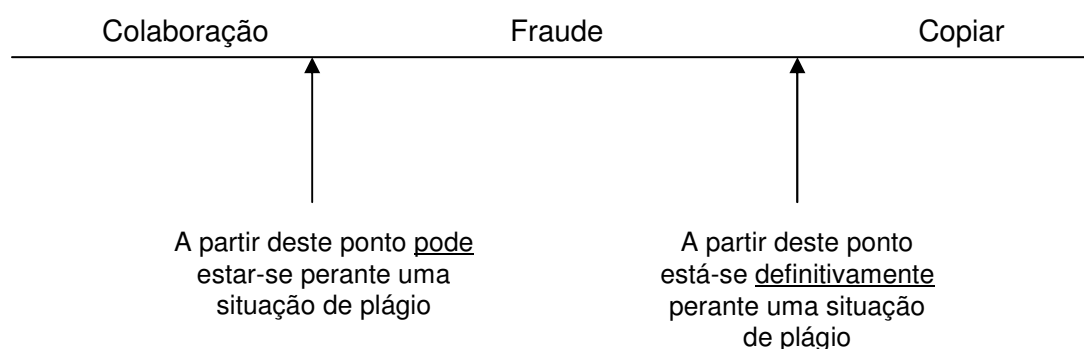 Colaboração Fraude Copiar
A partir deste ponto pode
estar-se perante uma
situação de plágio
A partir deste ponto
está-se definitivamente
perante uma situação
de plágio